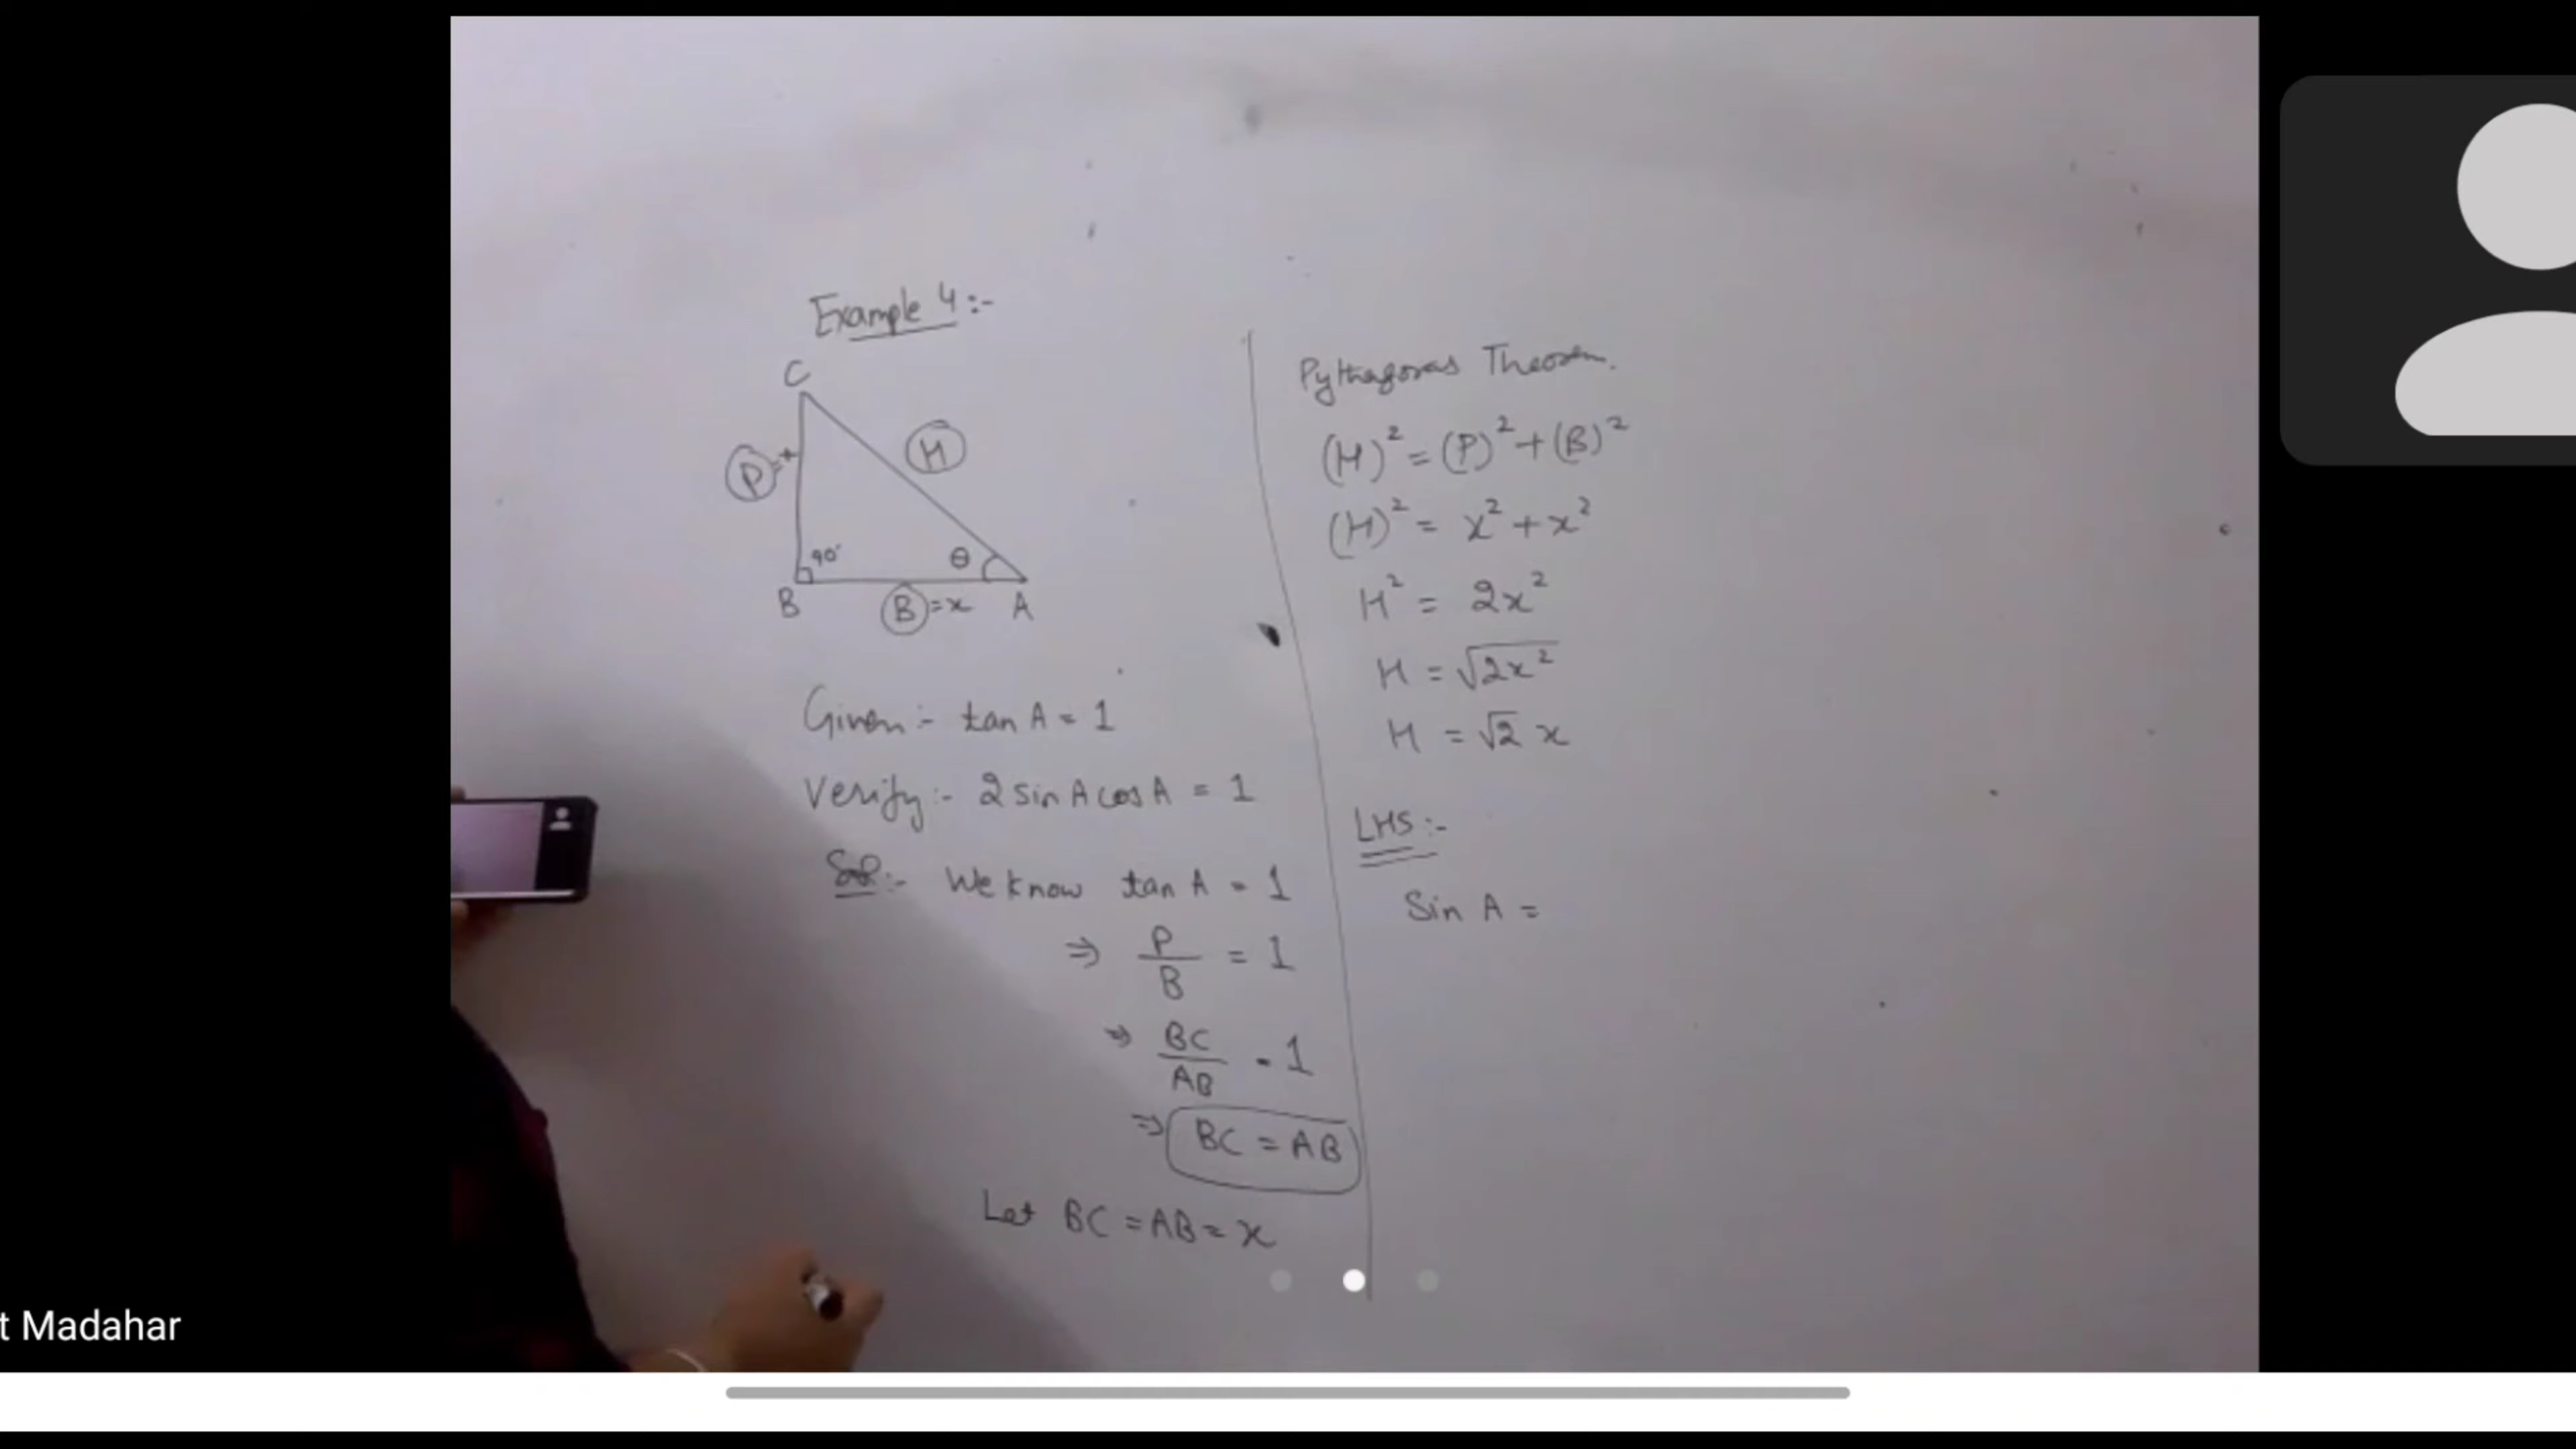 Example 4:-
C
P = x
H
90°
θ
B
B = x
A
Given:- tan A = 1
Verify:- 2 sin A cos A = 1
Sol:- We know tan A = 1
⇒ P/B = 1
⇒ BC/AB = 1
⇒ BC = AB
Let BC = AB = x
Pythagoras Theorem.
(H)² = (P)² + (B)²
(H)² = x² + x²
H² = 2x²
H = √2x²
H = √2 x
LHS:-
Sin A =
t Madahar